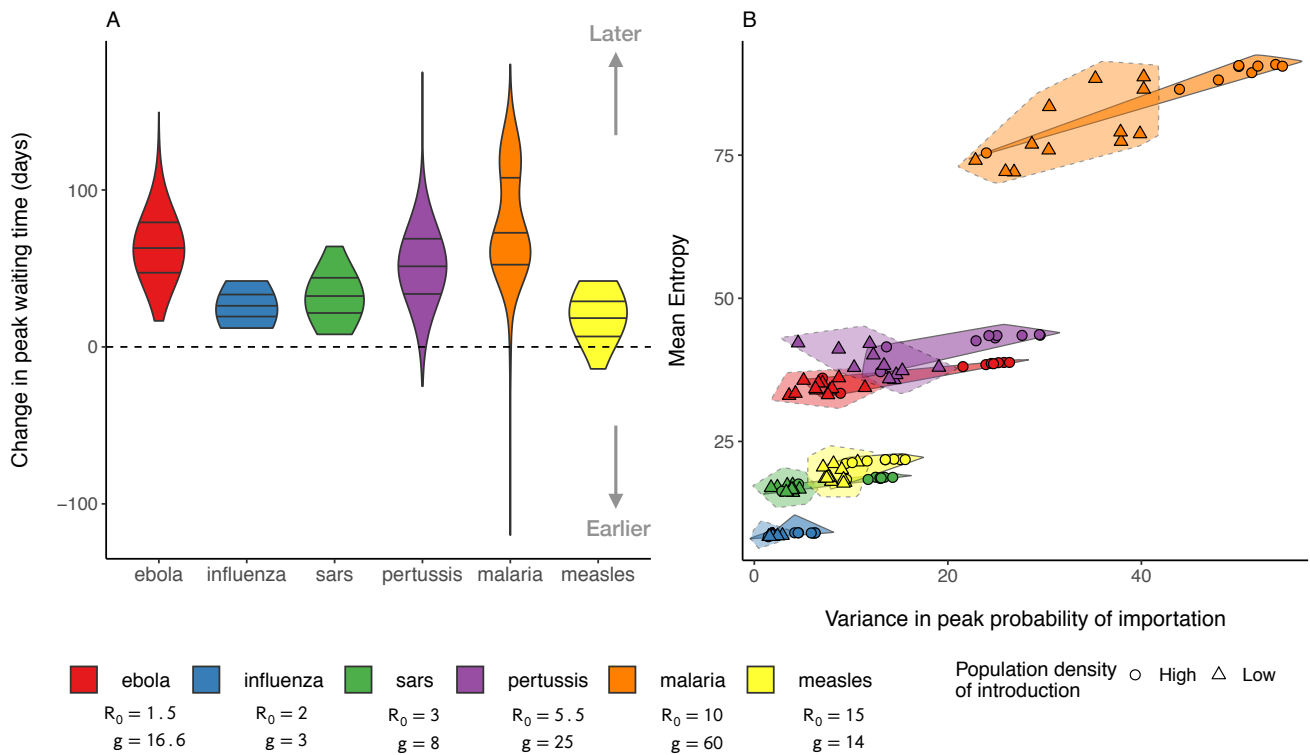 A
B
Later
Earlier
Change in peak waiting time (days)
100
0
−100
ebola influenza sars pertussis malaria measles
Mean Entropy
75
50
25
0 20 40
Variance in peak probability of importation
ebola influenza sars pertussis malaria measles
R0 = 1.5 R0 = 2 R0 = 3 R0 = 5.5 R0 = 10 R0 = 15
g = 16.6 g = 3 g = 8 g = 25 g = 60 g = 14
Population density
of introduction
High Low